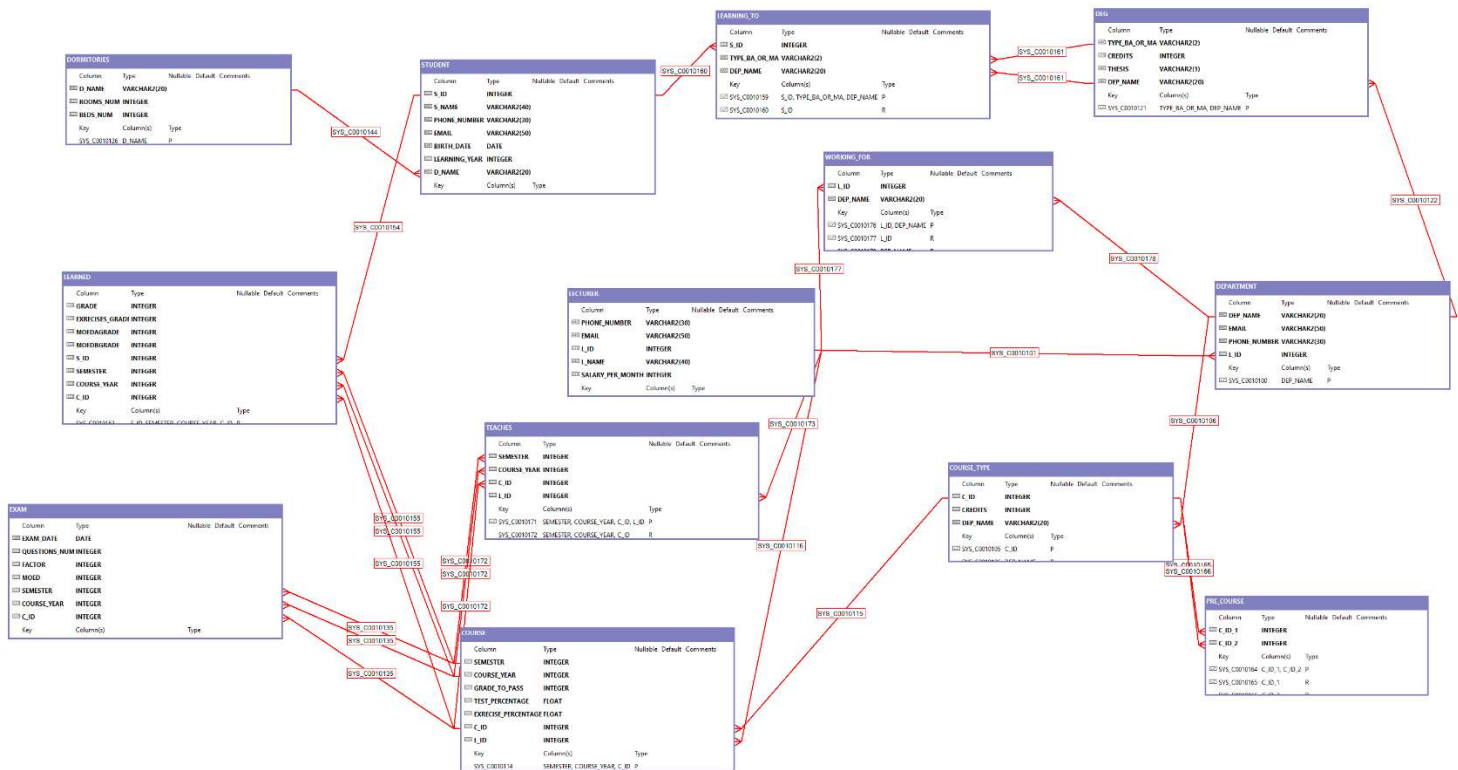 LEARNING_TO
Column Type Nullable Default Comments
S_ID INTEGER
TYPE_BA_OR_MA VARCHAR2(2)
DEP_NAME VARCHAR2(20)
Key Column(s) Type
SYS_C0010159 S_ID, TYPE_BA_OR_MA, DEP_NAME P
SYS_C0010160 S_ID R
DEG
Column Type Nullable Default Comments
TYPE_BA_OR_MA VARCHAR2(2)
CREDITS INTEGER
THESIS VARCHAR2(1)
DEP_NAME VARCHAR2(20)
Key Column(s) Type
SYS_C0010121 TYPE_BA_OR_MA, DEP_NAME P
SYS_C0010161
SYS_C0010161
SYS_C0010160
DORMITORIES
Column Type Nullable Default Comments
D_NAME VARCHAR2(20)
ROOMS_NUM INTEGER
BEDS_NUM INTEGER
Key Column(s) Type
SYS_C0010126 D_NAME P
SYS_C0010144
STUDENT
Column Type Nullable Default Comments
S_ID INTEGER
S_NAME VARCHAR2(40)
PHONE_NUMBER VARCHAR2(30)
EMAIL VARCHAR2(50)
BIRTH_DATE DATE
LEARNING_YEAR INTEGER
D_NAME VARCHAR2(20)
Key Column(s) Type
SYS_C0010154
WORKING_FOR
Column Type Nullable Default Comments
L_ID INTEGER
DEP_NAME VARCHAR2(20)
Key Column(s) Type
SYS_C0010176 L_ID, DEP_NAME P
SYS_C0010177 L_ID R
SYS_C0010122
SYS_C0010178
SYS_C0010177
LEARNED
Column Type Nullable Default Comments
GRADE INTEGER
EXRECISES_GRADE INTEGER
MOEDAGRADE INTEGER
MOEDBGRADE INTEGER
S_ID INTEGER
SEMESTER INTEGER
COURSE_YEAR INTEGER
C_ID INTEGER
Key Column(s) Type
LECTURER
Column Type Nullable Default Comments
PHONE_NUMBER VARCHAR2(30)
EMAIL VARCHAR2(50)
L_ID INTEGER
L_NAME VARCHAR2(40)
SALARY_PER_MONTH INTEGER
Key Column(s) Type
SYS_C0010101
DEPARTMENT
Column Type Nullable Default Comments
DEP_NAME VARCHAR2(20)
EMAIL VARCHAR2(50)
PHONE_NUMBER VARCHAR2(30)
L_ID INTEGER
Key Column(s) Type
SYS_C0010100 DEP_NAME P
SYS_C0010173
SYS_C0010106
TEACHES
Column Type Nullable Default Comments
SEMESTER INTEGER
COURSE_YEAR INTEGER
C_ID INTEGER
L_ID INTEGER
Key Column(s) Type
SYS_C0010171 SEMESTER, COURSE_YEAR, C_ID, L_ID P
SYS_C0010172 SEMESTER, COURSE_YEAR, C_ID R
COURSE_TYPE
Column Type Nullable Default Comments
C_ID INTEGER
CREDITS INTEGER
DEP_NAME VARCHAR2(20)
Key Column(s) Type
SYS_C0010105 C_ID P
EXAM
Column Type Nullable Default Comments
EXAM_DATE DATE
QUESTIONS_NUM INTEGER
FACTOR INTEGER
MOED INTEGER
SEMESTER INTEGER
COURSE_YEAR INTEGER
C_ID INTEGER
Key Column(s) Type
SYS_C0010155
SYS_C0010155
SYS_C0010155
SYS_C0010172
SYS_C0010172
SYS_C0010172
SYS_C0010116
SYS_C0010115
SYS_C0010166
SYS_C0010135
SYS_C0010135
SYS_C0010135
PRE_COURSE
Column Type Nullable Default Comments
C_ID_1 INTEGER
C_ID_2 INTEGER
Key Column(s) Type
SYS_C0010164 C_ID_1, C_ID_2 P
SYS_C0010165 C_ID_1 R
COURSE
Column Type Nullable Default Comments
SEMESTER INTEGER
COURSE_YEAR INTEGER
GRADE_TO_PASS INTEGER
TEST_PERCENTAGE FLOAT
EXRECISE_PERCENTAGE FLOAT
C_ID INTEGER
L_ID INTEGER
Key Column(s) Type
SYS_C0010114 SEMESTER, COURSE_YEAR, C_ID P